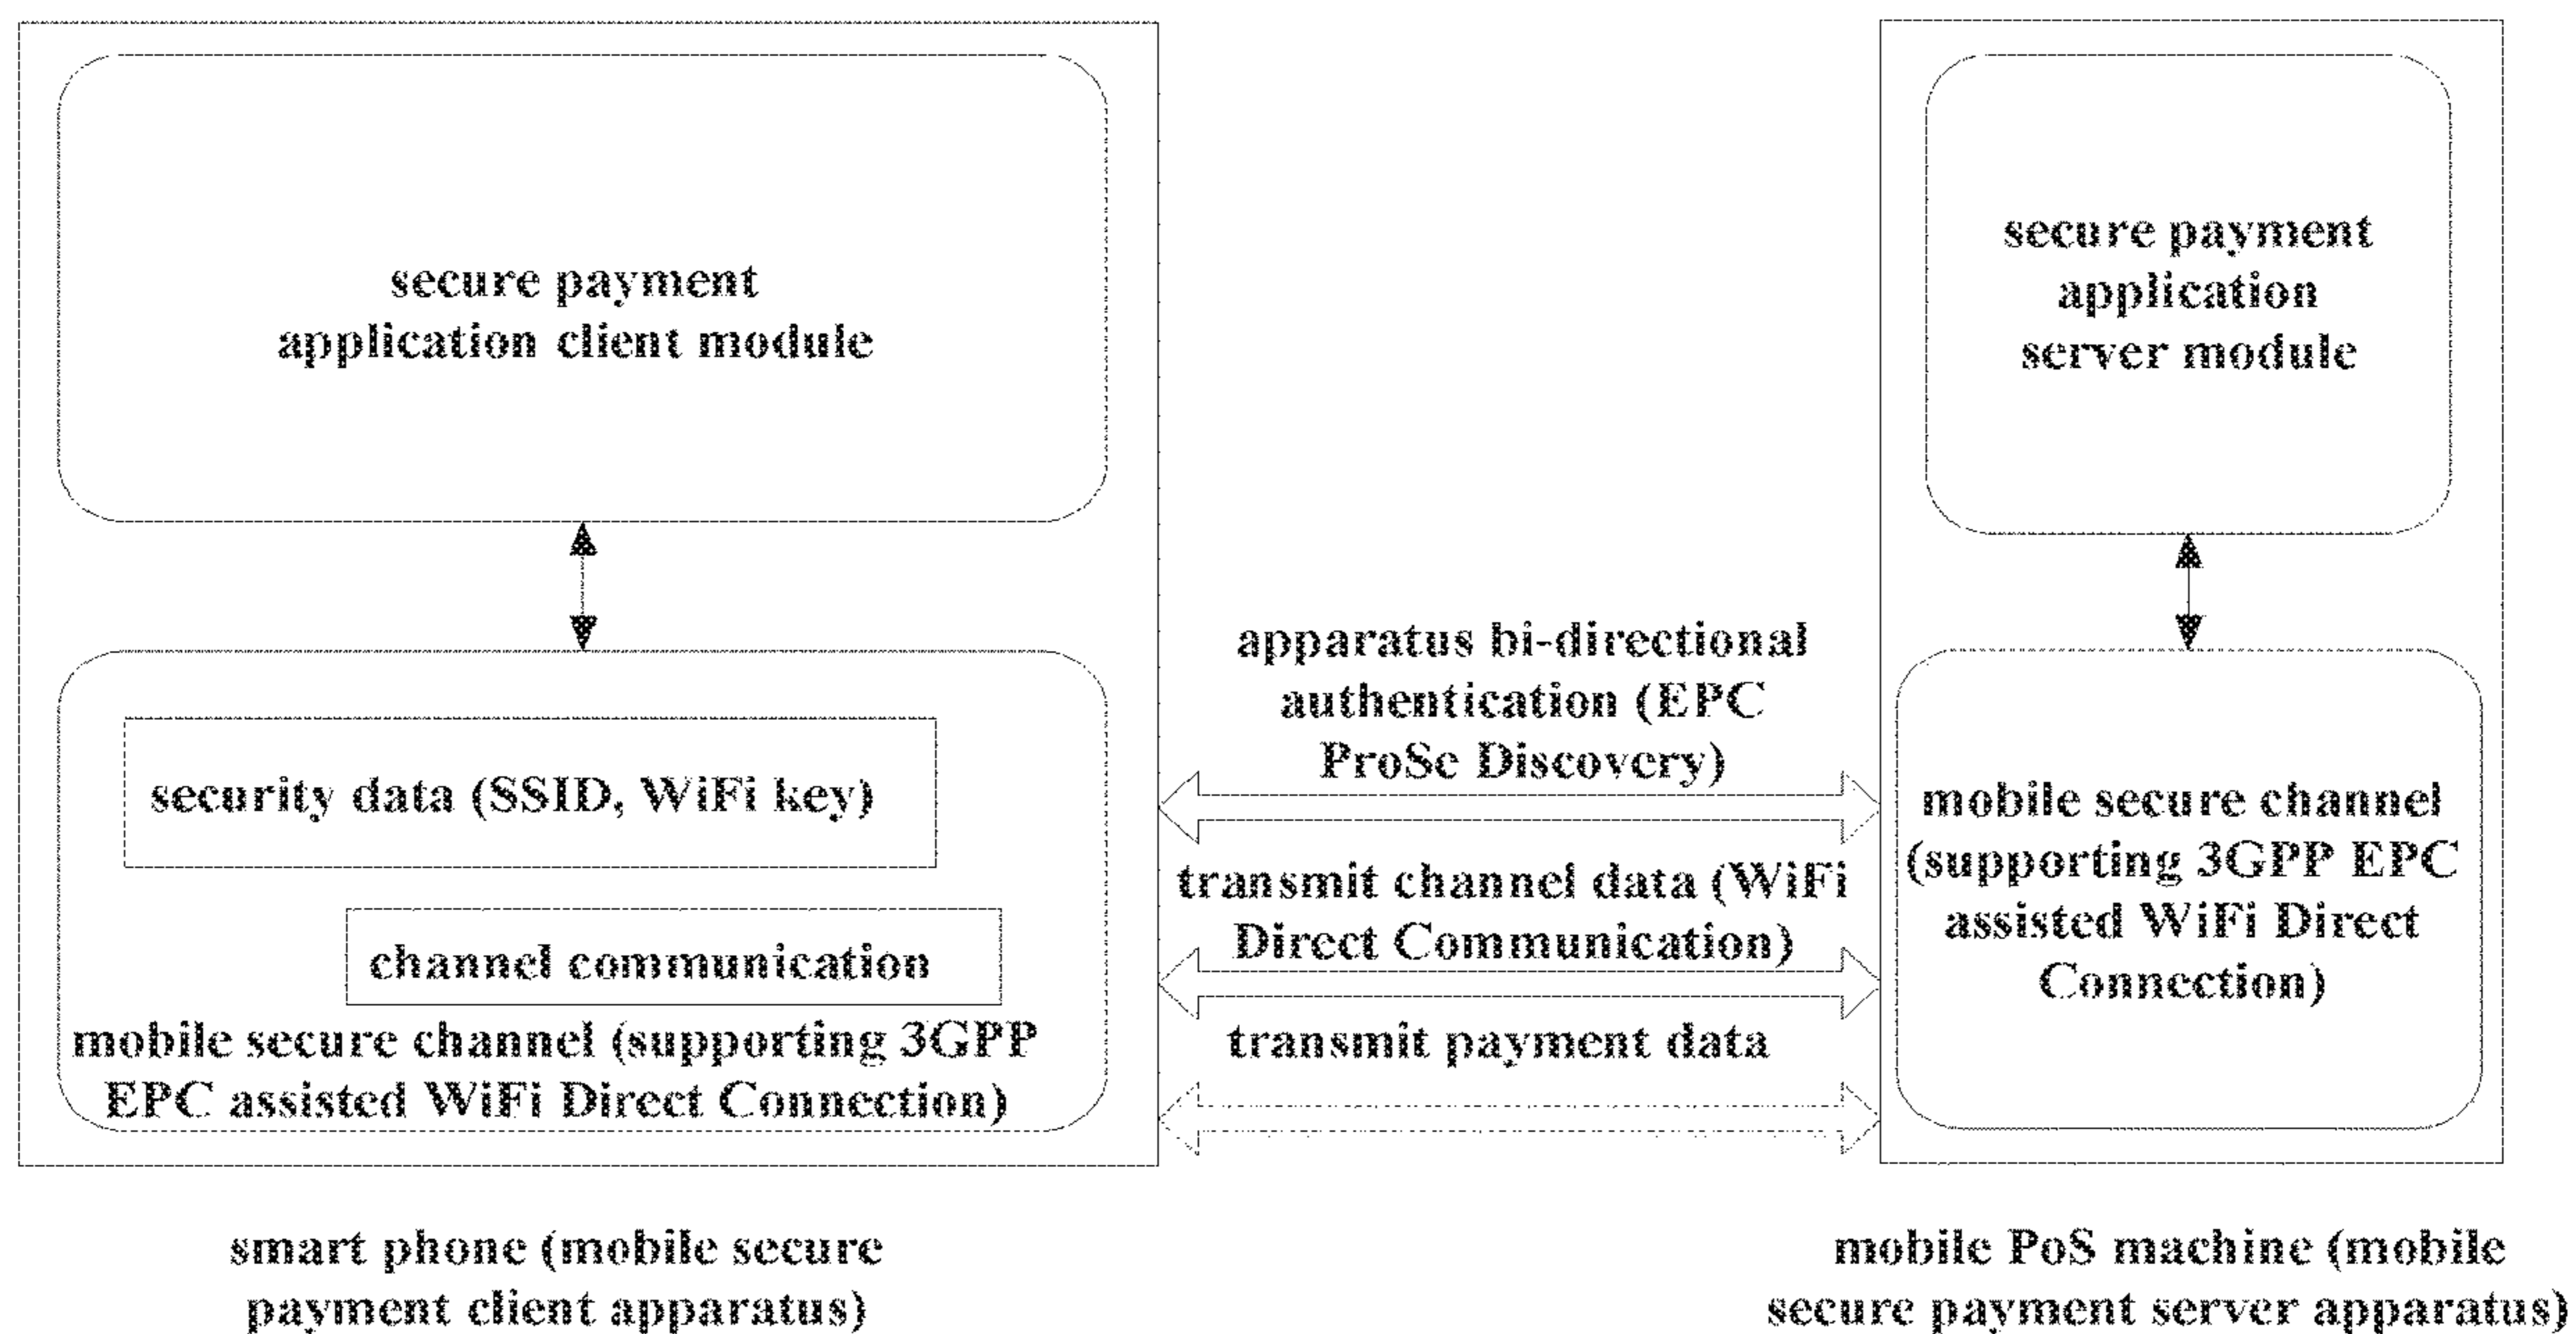 secure payment
application client module
security data (SSID, WiFi key)
channel communication
mobile secure channel (supporting 3GPP
EPC assisted WiFi Direct Connection)
smart phone (mobile secure
payment client apparatus)
apparatus bi-directional
authentication (EPC
ProSe Discovery)
transmit channel data (WiFi
Direct Communication)
transmit payment data
secure payment
application
server module
mobile secure channel
(supporting 3GPP EPC
assisted WiFi Direct
Connection)
mobile PoS machine (mobile
secure payment server apparatus)